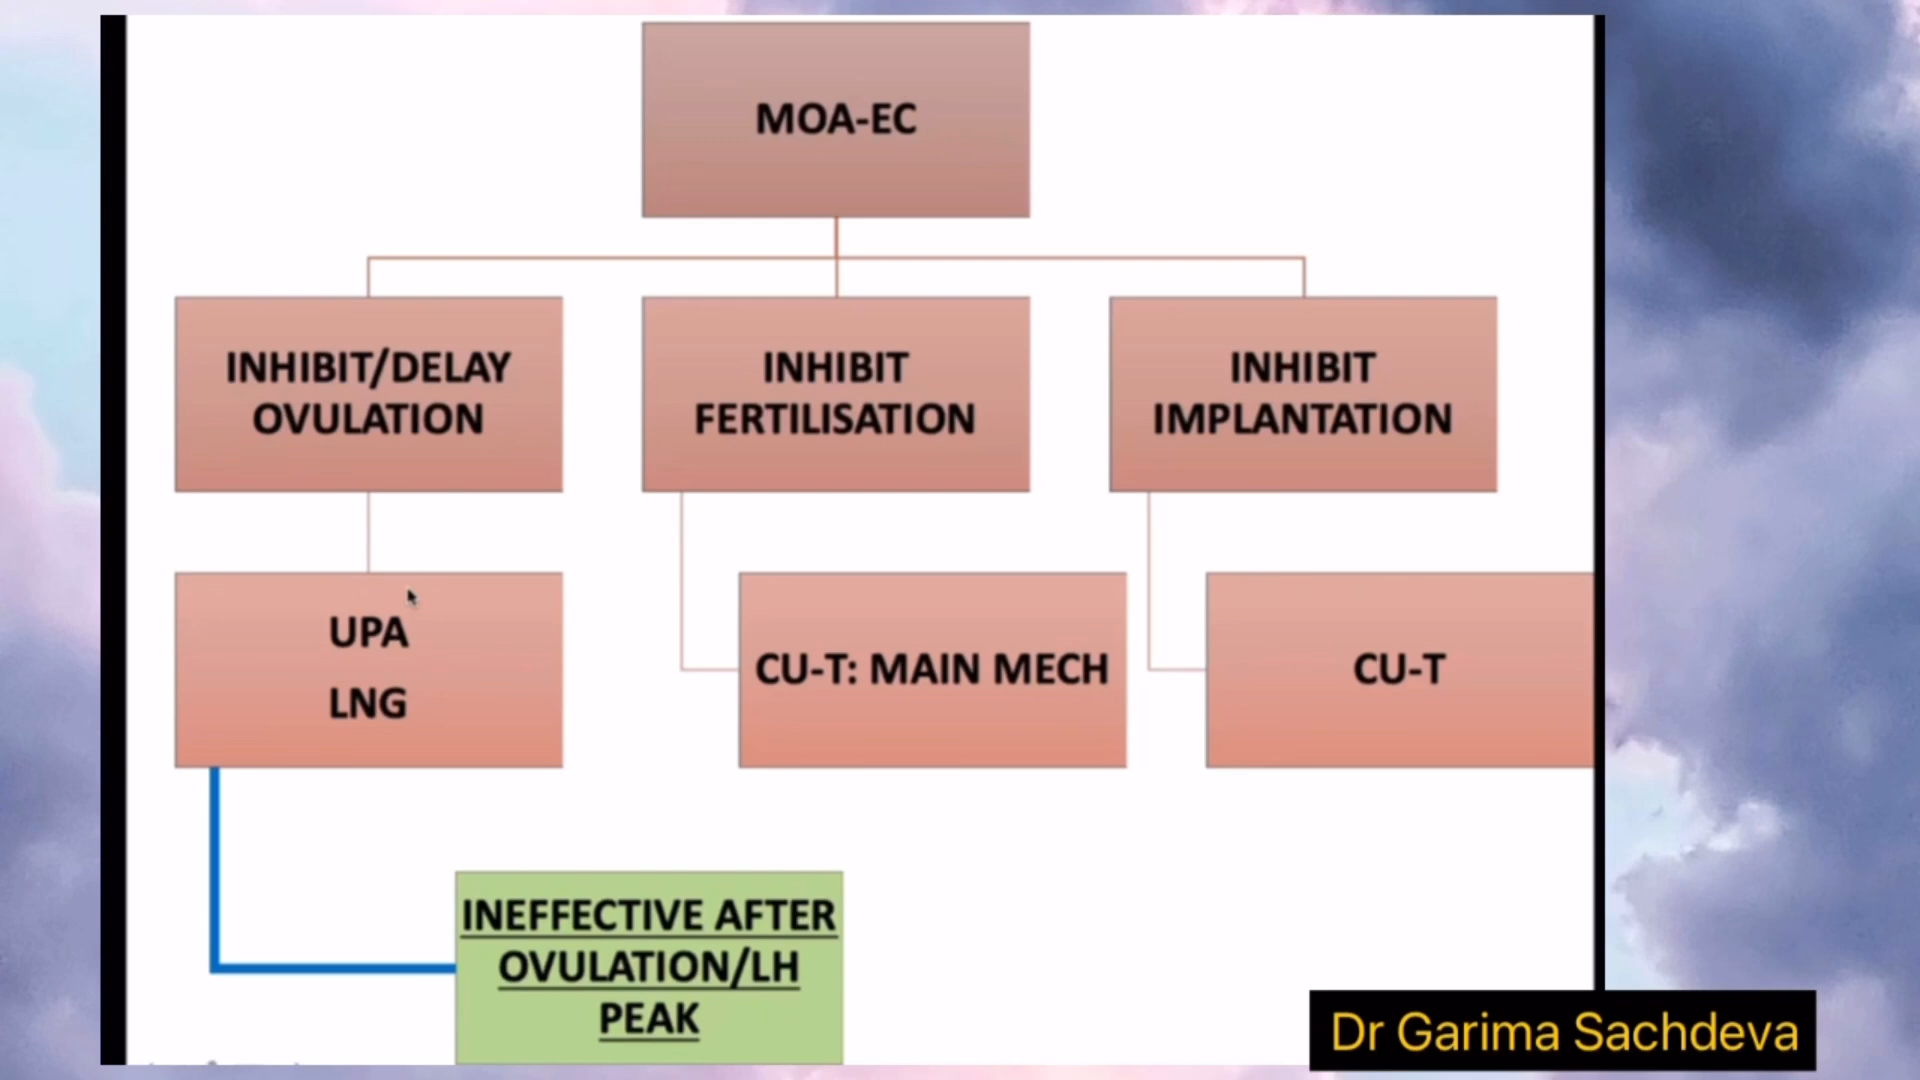 MOA-EC
INHIBIT/DELAY
OVULATION
INHIBIT
FERTILISATION
INHIBIT
IMPLANTATION
UPA
LNG
CU-T: MAIN MECH
CU-T
INEFFECTIVE AFTER
OVULATION/LH
PEAK
Dr Garima Sachdeva